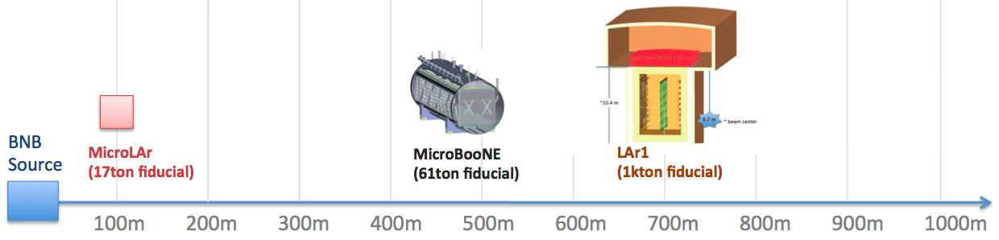 ~10.4 m
6.7 m
~ beam center
BNB
Source
MicroLAr
(17ton fiducial)
MicroBooNE
(61ton fiducial)
LAr1
(1kton fiducial)
100m
200m
300m
400m
500m
600m
700m
800m
900m
1000m